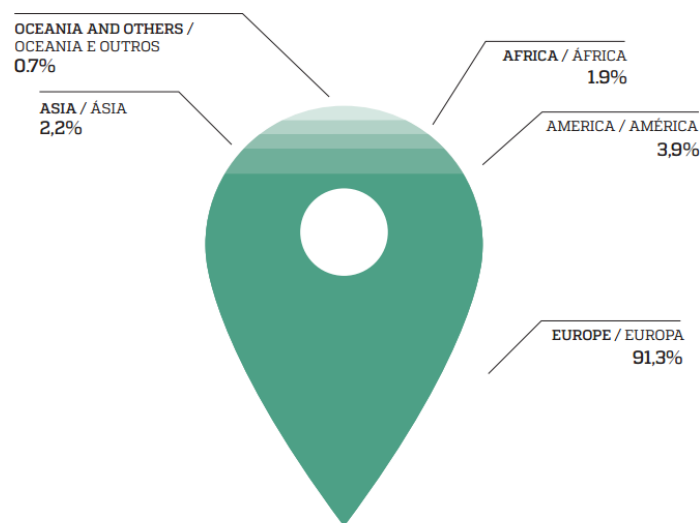 OCEANIA AND OTHERS /
OCEANIA E OUTROS
0.7%
AFRICA / ÁFRICA
1.9%
ASIA / ÁSIA
2,2%
AMERICA / AMÉRICA
3,9%
EUROPE / EUROPA
91,3%